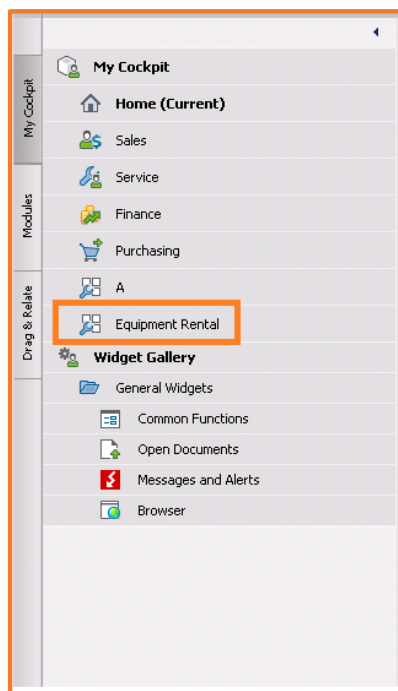 My Cockpit
Modules
Drag & Relate
My Cockpit
Home (Current)
Sales
Service
Finance
Purchasing
A
Equipment Rental
Widget Gallery
General Widgets
Common Functions
Open Documents
Messages and Alerts
Browser